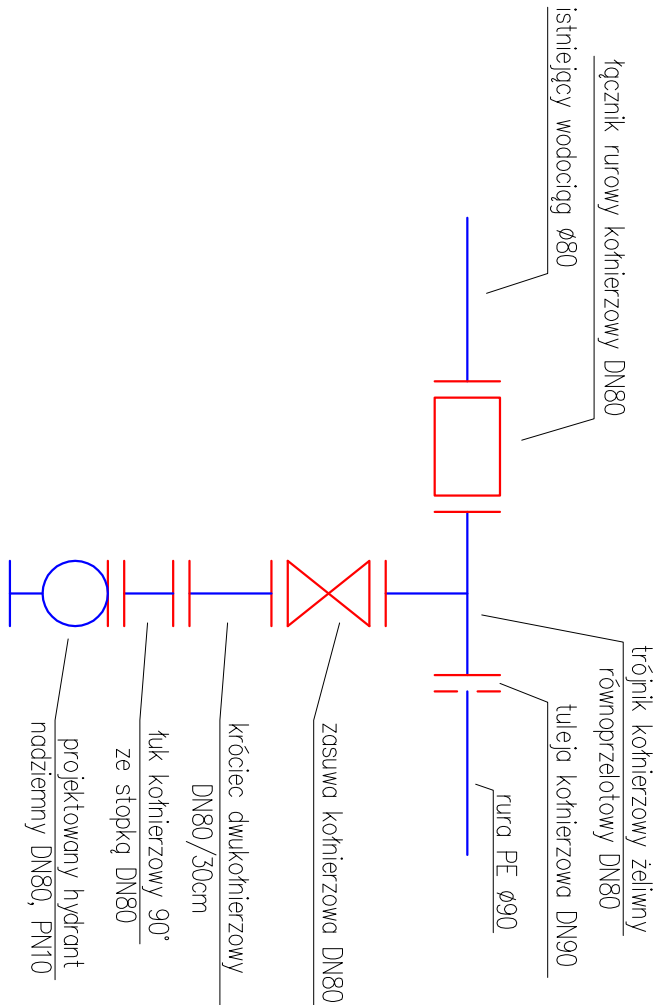 łącznik rurowy kołnierzowy DN80
istniejący wodociąg Ø80
trójnik kołnierzowy żeliwny
równoprzelotowy DN80
tuleja kołnierzowa DN90
rura PE Ø90
zasuwa kołnierzowa DN80
króciec dwukołnierzowy
DN80/30cm
łuk kołnierzowy 90°
ze stopką DN80
projektowany hydrant
nadziemny DN80, PN10